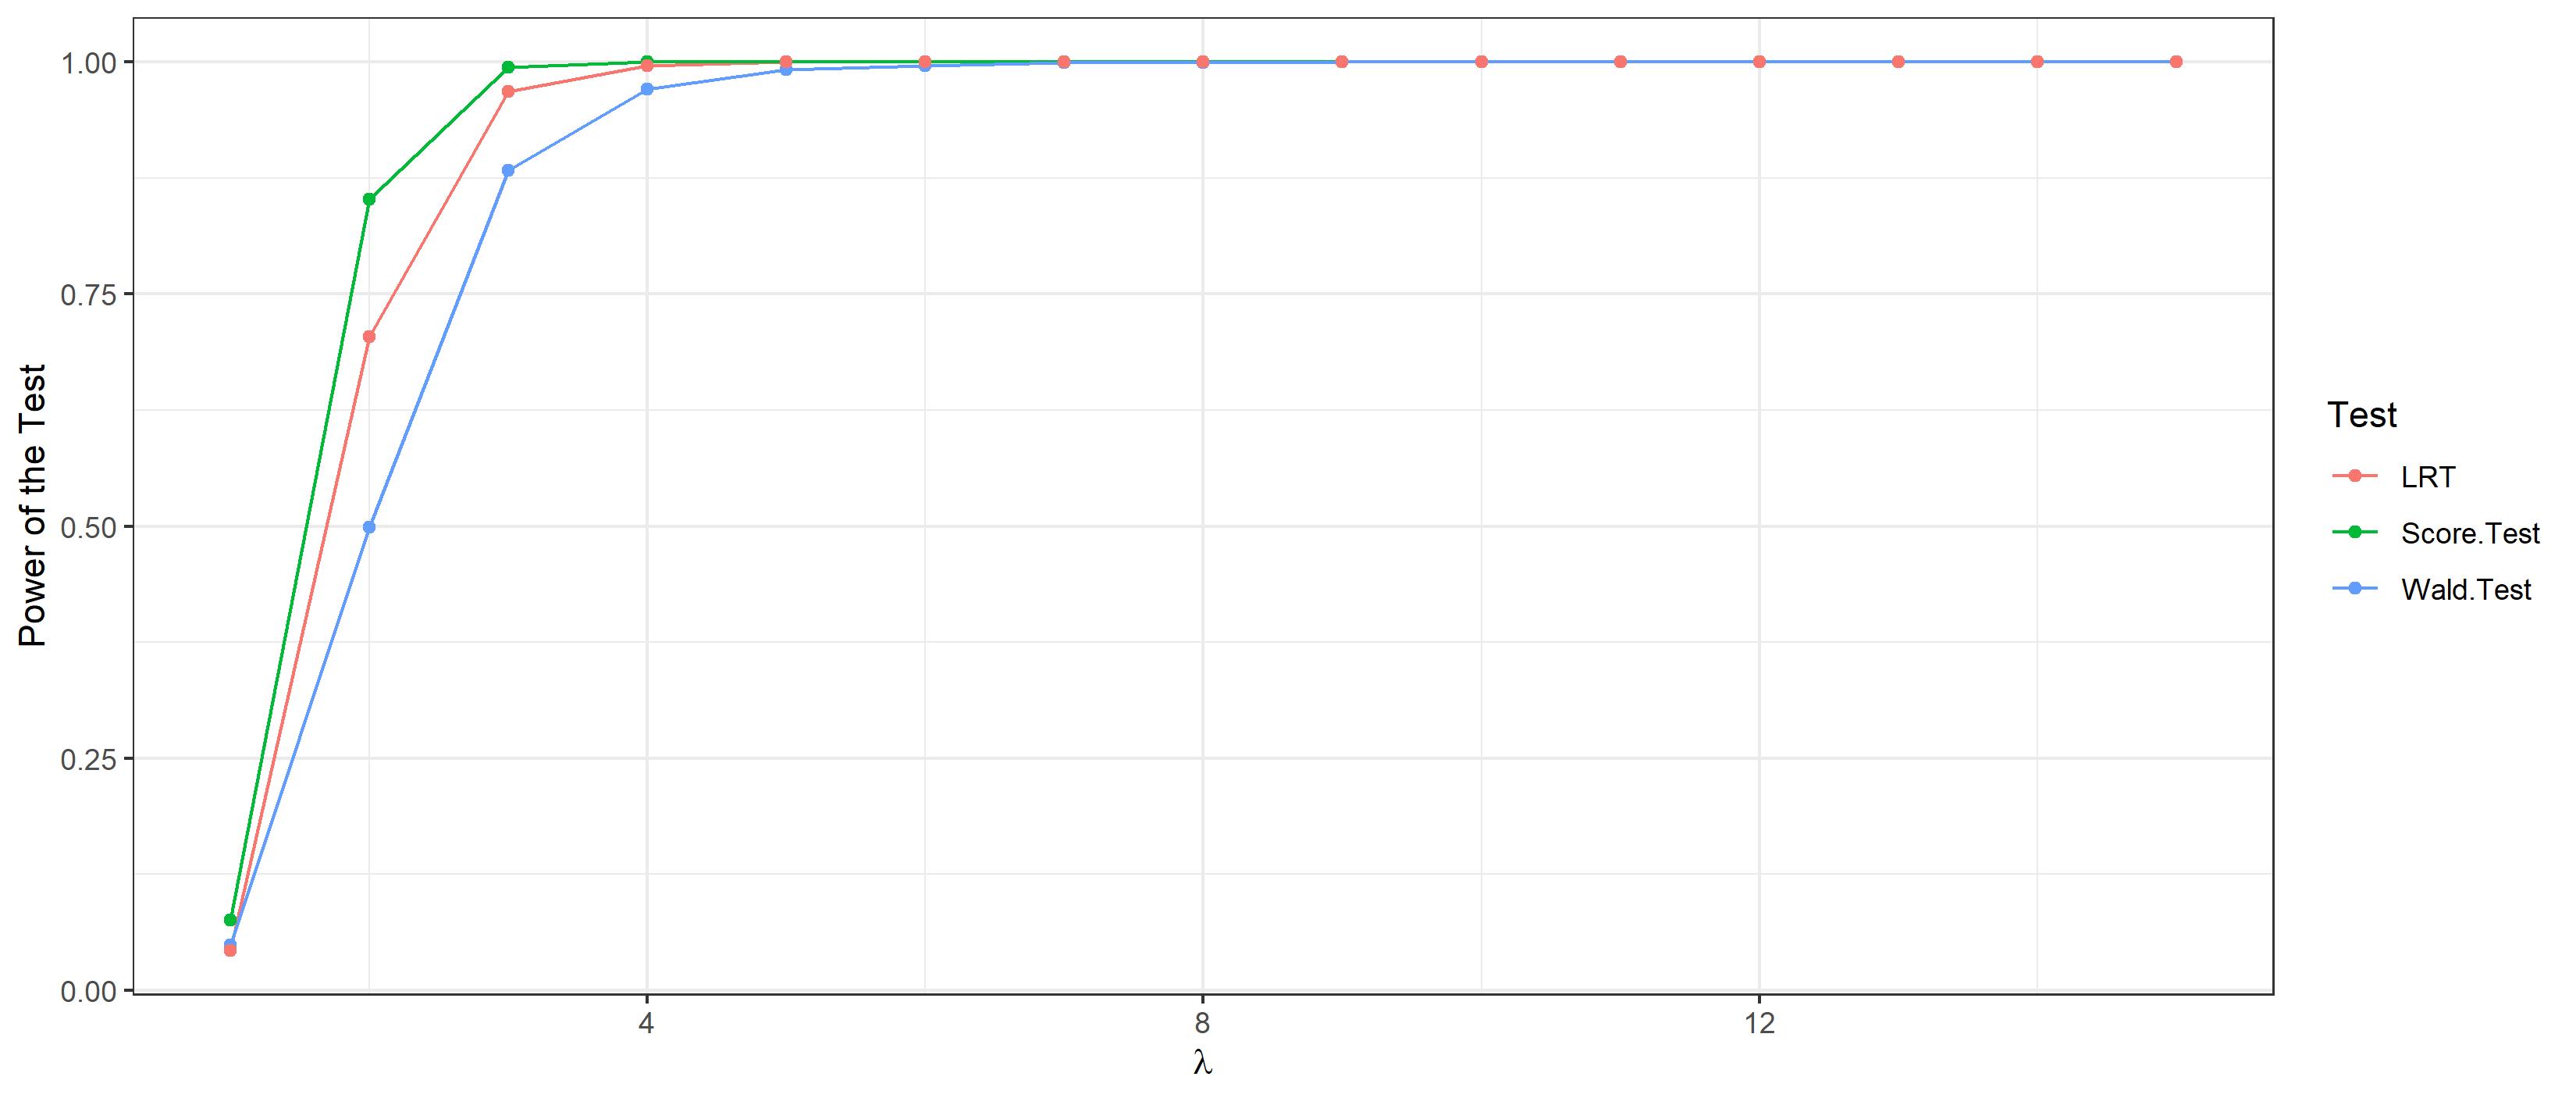 1.00
0.75
0.50
0.25
0.00
Power of the Test
4
8
12
λ
Test
LRT
Score.Test
Wald.Test